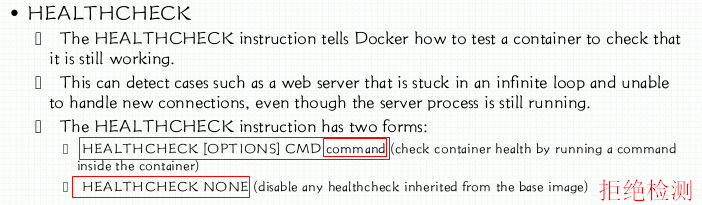 • HEALTHCHECK
The HEALTHCHECK instruction tells Docker how to test a container to check that
it is still working.
This can detect cases such as a web server that is stuck in an infinite loop and unable
to handle new connections, even though the server process is still running.
The HEALTHCHECK instruction has two forms:
HEALTHCHECK [OPTIONS] CMD command (check container health by running a command
inside the container)
HEALTHCHECK NONE (disable any healthcheck inherited from the base image) 拒绝检测